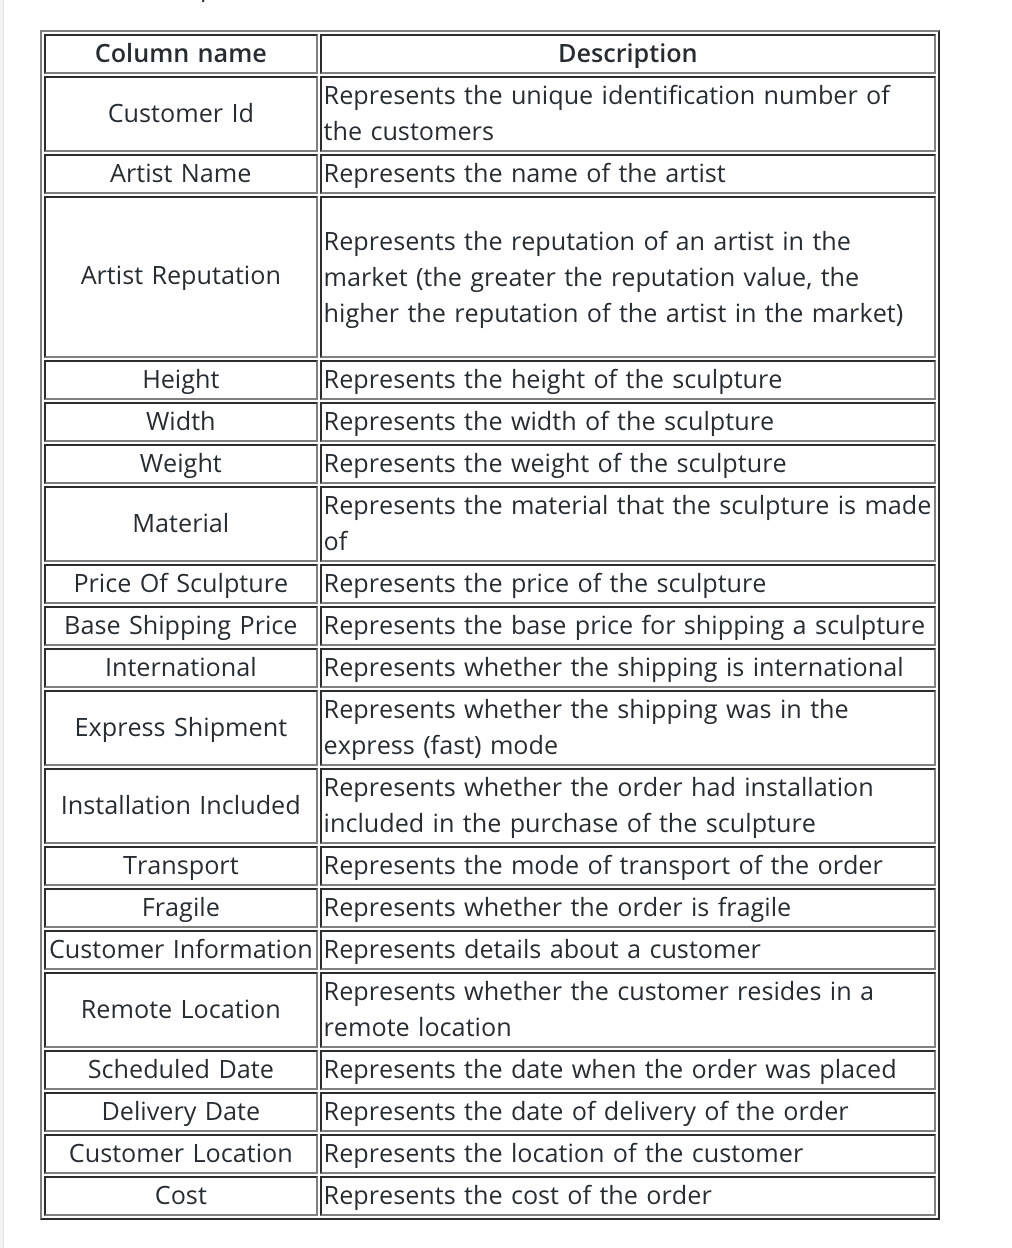 Column name Description
Customer Id
Represents the unique identification number of
the customers
Artist Name Represents the name of the artist
Artist Reputation
Represents the reputation of an artist in the
market (the greater the reputation value, the
higher the reputation of the artist in the market)
Height Represents the height of the sculpture
Width Represents the width of the sculpture
Weight Represents the weight of the sculpture
Material
Represents the material that the sculpture is made
of
Price Of Sculpture Represents the price of the sculpture
Base Shipping Price Represents the base price for shipping a sculpture
International Represents whether the shipping is international
Express Shipment
Represents whether the shipping was in the
express (fast) mode
Installation Included
Represents whether the order had installation
included in the purchase of the sculpture
Transport Represents the mode of transport of the order
Fragile Represents whether the order is fragile
Customer Information Represents details about a customer
Remote Location
Represents whether the customer resides in a
remote location
Scheduled Date Represents the date when the order was placed
Delivery Date Represents the date of delivery of the order
Customer Location Represents the location of the customer
Cost Represents the cost of the order